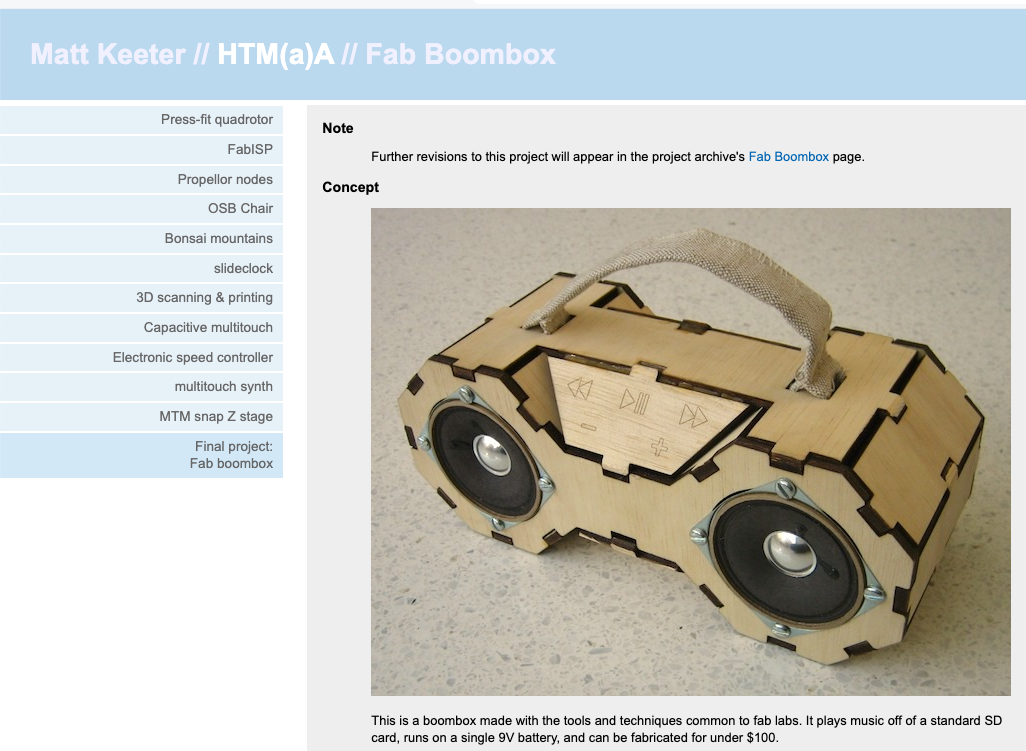 Matt Keeter // HTM(a)A // Fab Boombox
Press-fit quadrotor
FabISP
Propellor nodes
OSB Chair
Bonsai mountains
slideclock
3D scanning & printing
Capacitive multitouch
Electronic speed controller
multitouch synth
MTM snap Z stage
Final project:
Fab boombox
Note
Further revisions to this project will appear in the project archive's Fab Boombox page.
Concept
This is a boombox made with the tools and techniques common to fab labs. It plays music off of a standard SD
card, runs on a single 9V battery, and can be fabricated for under $100.